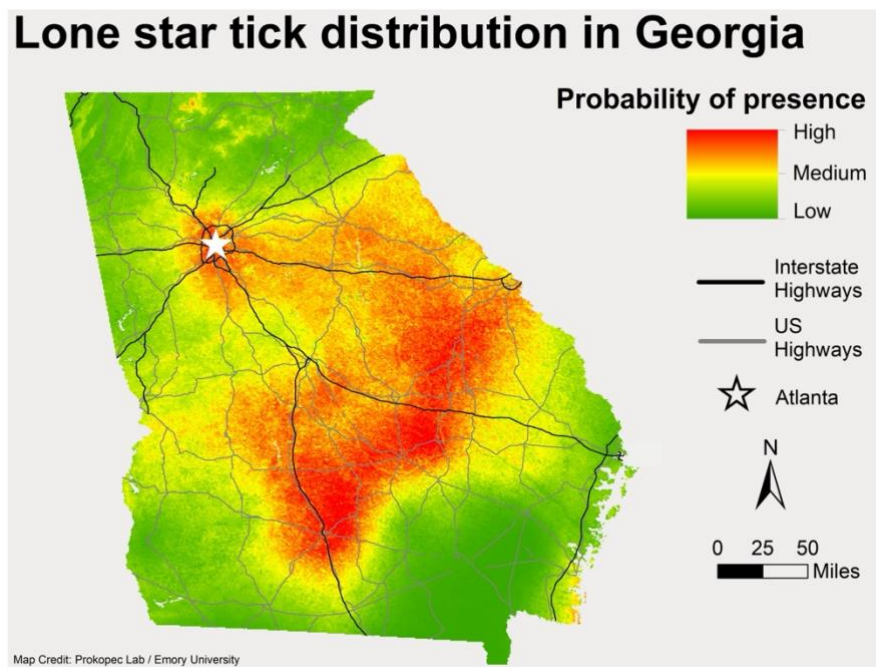 Lone star tick distribution in Georgia
Probability of presence
High
Medium
Low
Interstate
Highways
US
Highways
Atlanta
N
0 25 50
Miles
Map Credit: Prokopec Lab / Emory University